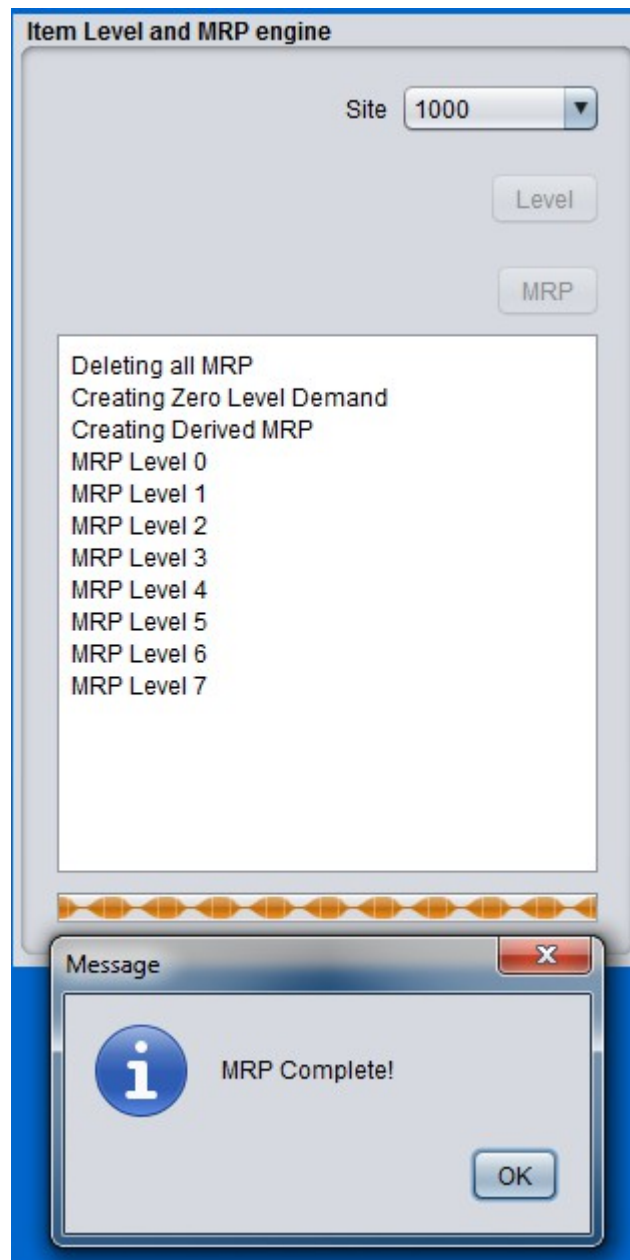 Item Level and MRP engine
Site 1000
Level
MRP
Deleting all MRP
Creating Zero Level Demand
Creating Derived MRP
MRP Level 0
MRP Level 1
MRP Level 2
MRP Level 3
MRP Level 4
MRP Level 5
MRP Level 6
MRP Level 7
Message
MRP Complete!
OK